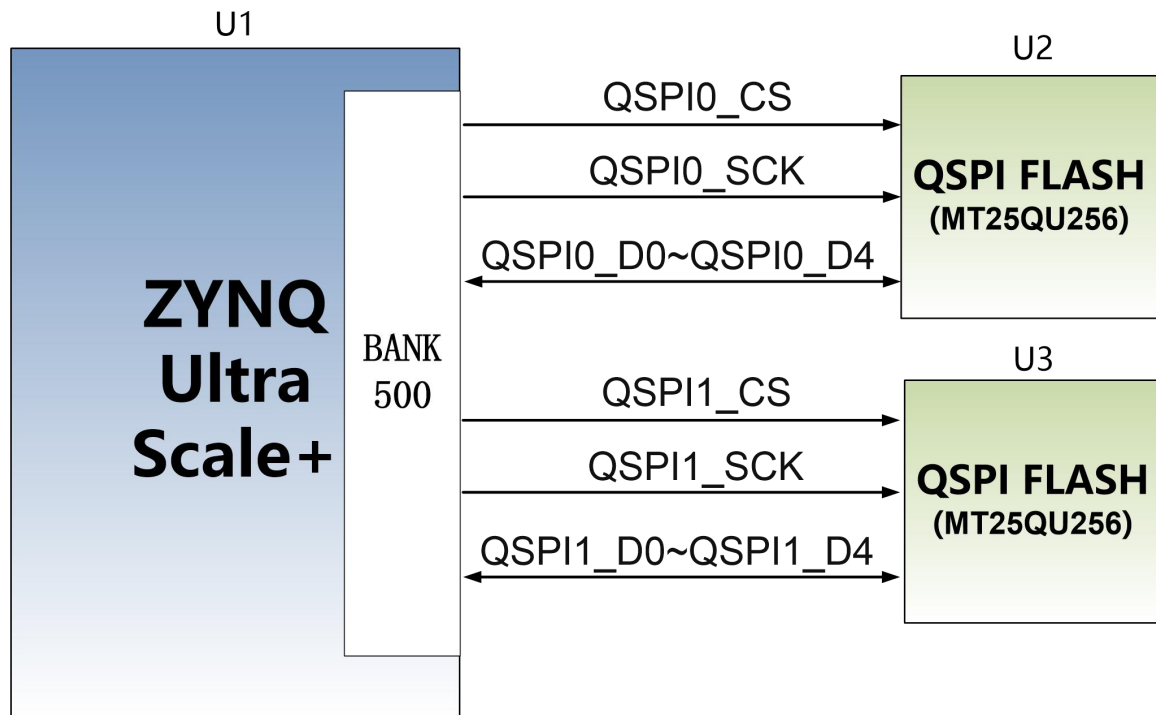 U1
ZYNQ
Ultra
Scale+
BANK
500
QSPI0_CS
QSPI0_SCK
QSPI0_D0~QSPI0_D4
QSPI1_CS
QSPI1_SCK
QSPI1_D0~QSPI1_D4
U2
QSPI FLASH
(MT25QU256)
U3
QSPI FLASH
(MT25QU256)